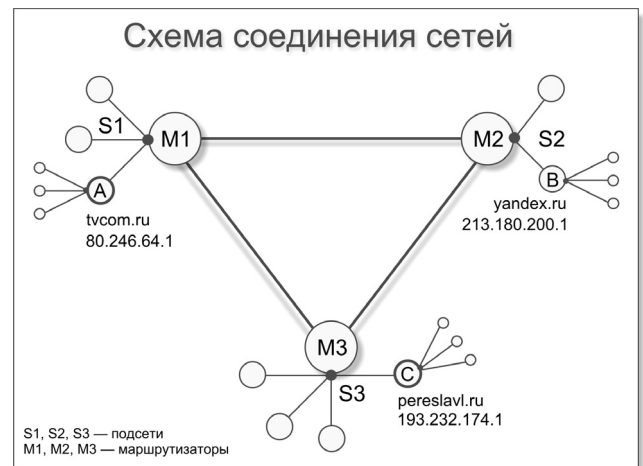 Схема соединения сетей
S1
M1
M2
S2
A
B
tvcom.ru
80.246.64.1
yandex.ru
213.180.200.1
M3
C
S3
pereslavl.ru
193.232.174.1
S1, S2, S3 — подсети
M1, M2, M3 — маршрутизаторы